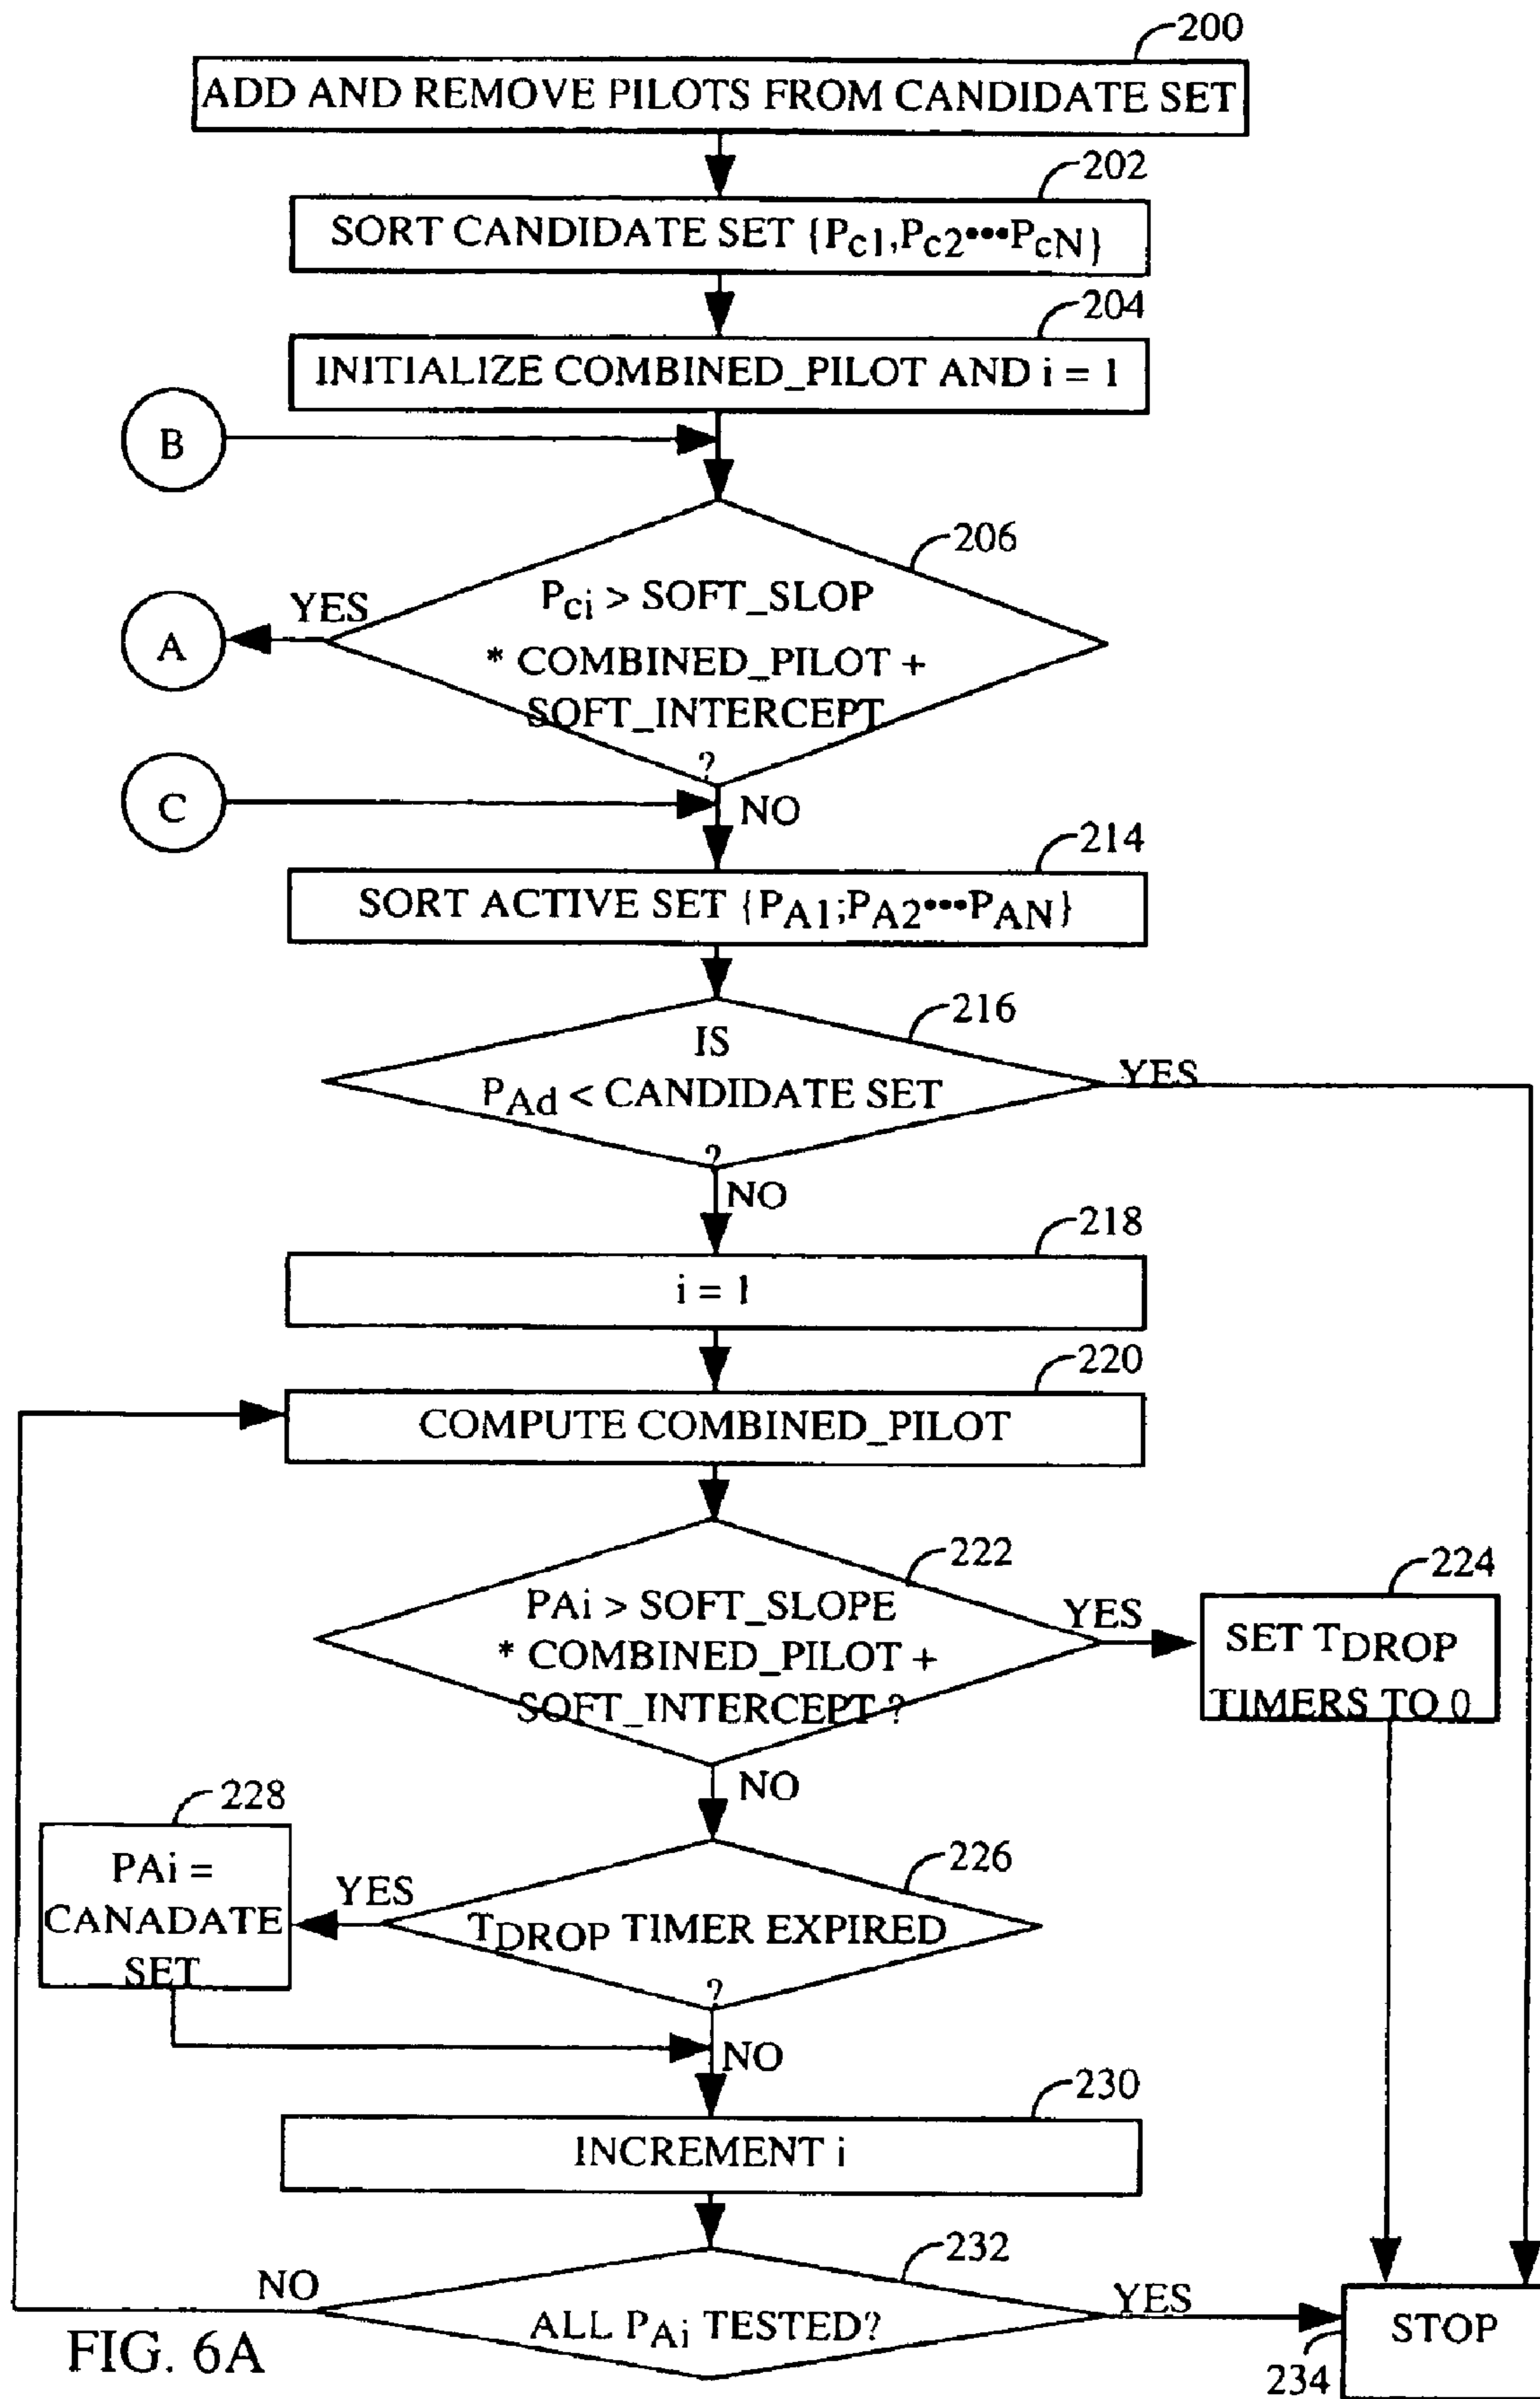 200
ADD AND REMOVE PILOTS FROM CANDIDATE SET
202
SORT CANDIDATE SET {Pc1,Pc2•••PcN}
204
INITIALIZE COMBINED_PILOT AND i = 1
B
206
Pci > SOFT_SLOP
* COMBINED_PILOT +
SOFT_INTERCEPT
?
YES
A
C
NO
214
SORT ACTIVE SET {PA1;PA2•••PAN}
216
IS
PAd < CANDIDATE SET
?
YES
NO
218
i = 1
220
COMPUTE COMBINED_PILOT
222
PAi > SOFT_SLOPE
* COMBINED_PILOT +
SOFT_INTERCEPT ?
YES
224
SET TDROP
TIMERS TO 0
NO
226
TDROP TIMER EXPIRED
?
YES
228
PAi =
CANADATE
SET
NO
230
INCREMENT i
232
ALL PAi TESTED?
NO
YES
STOP
234
FIG. 6A